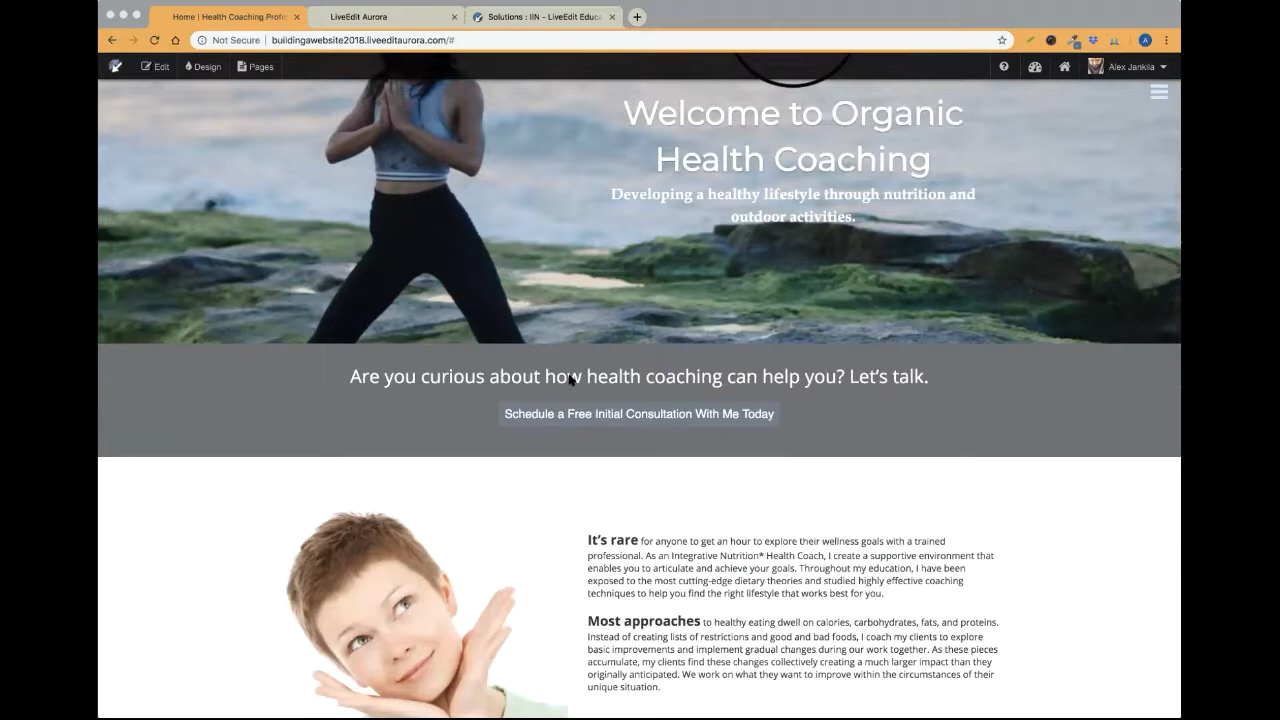 Home | Health Coaching Profes
LiveEdit Aurora
Solutions : IIN - LiveEdit Educa
Not Secure
buildingawebsite2018.liveeditaurora.com/#
A
Edit
Design
Pages
Alex Jankila
Welcome to Organic
Health Coaching
Developing a healthy lifestyle through nutrition and
outdoor activities.
Are you curious about how health coaching can help you? Let's talk.
Schedule a Free Initial Consultation With Me Today
It's rare for anyone to get an hour to explore their wellness goals with a trained
professional. As an Integrative Nutrition* Health Coach, I create a supportive environment that
enables you to articulate and achieve your goals. Throughout my education, I have been
exposed to the most cutting-edge dietary theories and studied highly effective coaching
techniques to help you find the right lifestyle that works best for you.
Most approaches to healthy eating dwell on calories, carbohydrates, fats, and proteins.
Instead of creating lists of restrictions and good and bad foods, I coach my clients to explore
basic improvements and implement gradual changes during our work together. As these pieces
accumulate, my clients find these changes collectively creating a much larger impact than they
originally anticipated. We work on what they want to improve within the circumstances of their
unique situation.